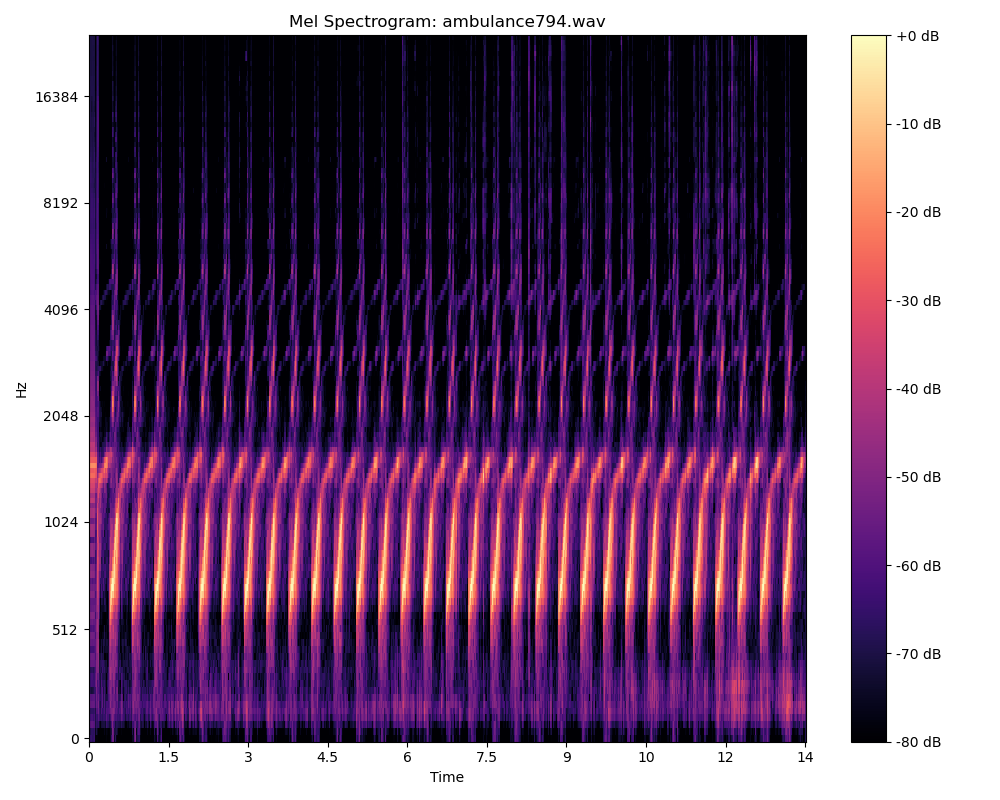 Mel Spectrogram: ambulance794.wav
Hz
16384
8192
4096
2048
1024
512
0
0 1.5 3 4.5 6 7.5 9 10 12 14
Time
+0 dB
-10 dB
-20 dB
-30 dB
-40 dB
-50 dB
-60 dB
-70 dB
-80 dB